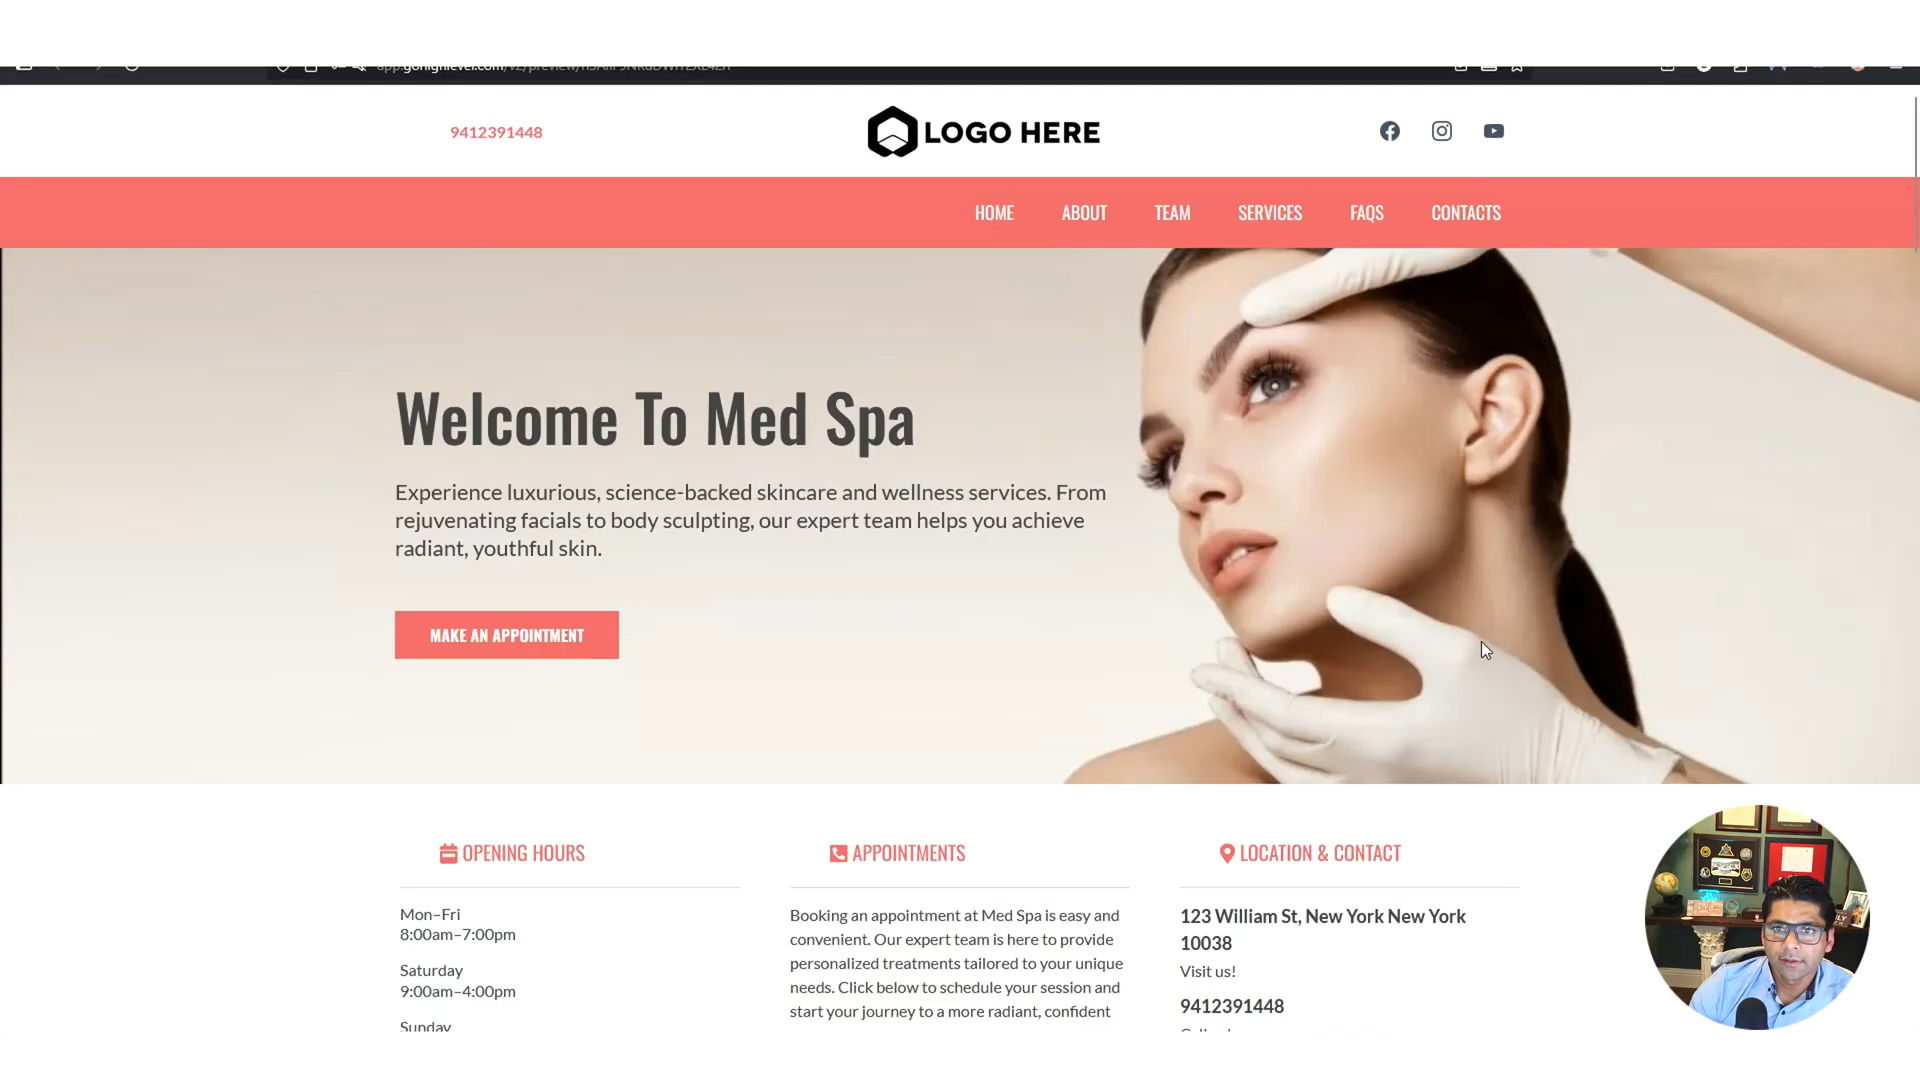 9412391448
LOGO HERE
HOME ABOUT TEAM SERVICES FAQS CONTACTS
Welcome To Med Spa
Experience luxurious, science-backed skincare and wellness services. From
rejuvenating facials to body sculpting, our expert team helps you achieve
radiant, youthful skin.
MAKE AN APPOINTMENT
OPENING HOURS
Mon–Fri
8:00am–7:00pm
Saturday
9:00am–4:00pm
Sunday
APPOINTMENTS
Booking an appointment at Med Spa is easy and
convenient. Our expert team is here to provide
personalized treatments tailored to your unique
needs. Click below to schedule your session and
start your journey to a more radiant, confident
LOCATION & CONTACT
123 William St, New York New York
10038
Visit us!
9412391448